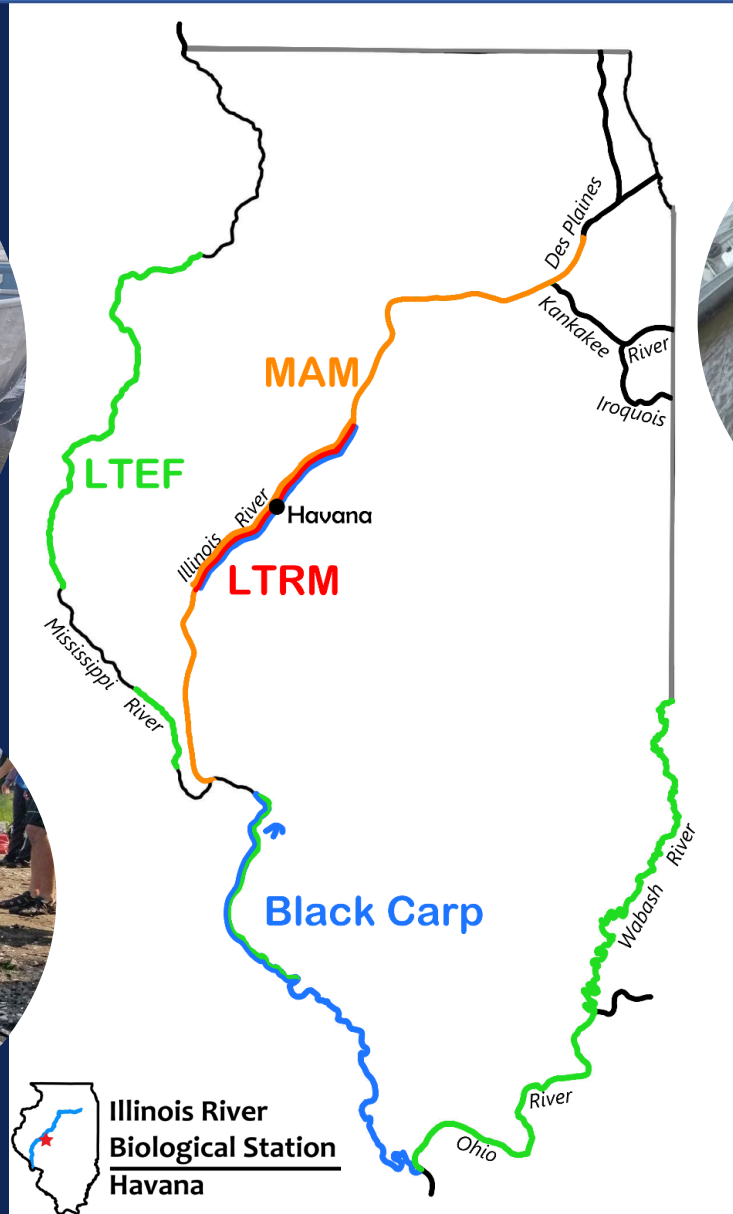 Des Plaines
Kankakee
River
Iroquois
MAM
LTEF
Illinois River
Havana
LTRM
Mississippi River
Black Carp
Wabash River
Ohio River
Illinois River
Biological Station
Havana